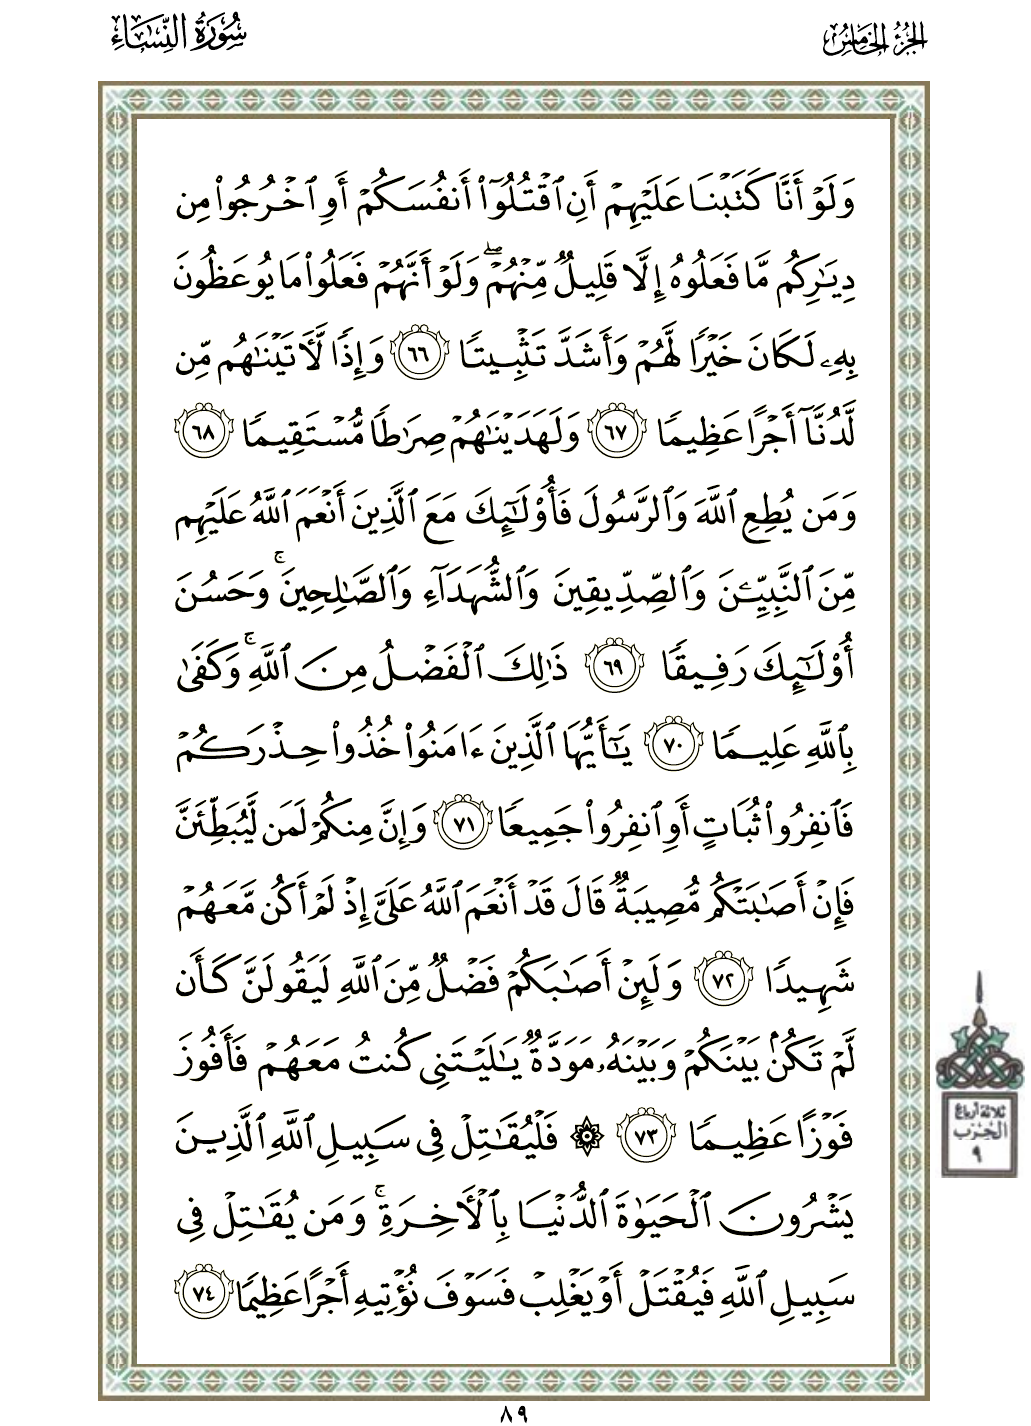 الجزء الخامس
سورة النساء
وَلَوْ أَنَّا كَتَبْنَا عَلَيْهِمْ أَنِ ٱقْتُلُوٓا۟ أَنفُسَكُمْ أَوِ ٱخْرُجُوا۟ مِن
دِيَـٰرِكُم مَّا فَعَلُوهُ إِلَّا قَلِيلٌ مِّنْهُمْ ۖ وَلَوْ أَنَّهُمْ فَعَلُوا۟ مَا يُوعَظُونَ
بِهِۦ لَكَانَ خَيْرًا لَّهُمْ وَأَشَدَّ تَثْبِيتًا ٦٦ وَإِذًا لَّـَٔاتَيْنَـٰهُم مِّن
لَّدُنَّآ أَجْرًا عَظِيمًا ٦٧ وَلَهَدَيْنَـٰهُمْ صِرَٰطًا مُّسْتَقِيمًا ٦٨
وَمَن يُطِعِ ٱللَّهَ وَٱلرَّسُولَ فَأُو۟لَـٰٓئِكَ مَعَ ٱلَّذِينَ أَنْعَمَ ٱللَّهُ عَلَيْهِم
مِّنَ ٱلنَّبِيِّـۧنَ وَٱلصِّدِّيقِينَ وَٱلشُّهَدَآءِ وَٱلصَّـٰلِحِينَ ۚ وَحَسُنَ
أُو۟لَـٰٓئِكَ رَفِيقًا ٦٩ ذَٰلِكَ ٱلْفَضْلُ مِنَ ٱللَّهِ ۚ وَكَفَىٰ
بِٱللَّهِ عَلِيمًا ٧٠ يَـٰٓأَيُّهَا ٱلَّذِينَ ءَامَنُوا۟ خُذُوا۟ حِذْرَكُمْ
فَٱنفِرُوا۟ ثُبَاتٍ أَوِ ٱنفِرُوا۟ جَمِيعًا ٧١ وَإِنَّ مِنكُمْ لَمَن لَّيُبَطِّئَنَّ
فَإِنْ أَصَـٰبَتْكُم مُّصِيبَةٌ قَالَ قَدْ أَنْعَمَ ٱللَّهُ عَلَىَّ إِذْ لَمْ أَكُن مَّعَهُمْ
شَهِيدًا ٧٢ وَلَئِنْ أَصَـٰبَكُمْ فَضْلٌ مِّنَ ٱللَّهِ لَيَقُولَنَّ كَأَن
لَّمْ تَكُنۢ بَيْنَكُمْ وَبَيْنَهُۥ مَوَدَّةٌ يَـٰلَيْتَنِى كُنتُ مَعَهُمْ فَأَفُوزَ
فَوْزًا عَظِيمًا ٧٣ ۞ فَلْيُقَـٰتِلْ فِى سَبِيلِ ٱللَّهِ ٱلَّذِينَ
يَشْرُونَ ٱلْحَيَوٰةَ ٱلدُّنْيَا بِٱلْـَٔاخِرَةِ ۚ وَمَن يُقَـٰتِلْ فِى
سَبِيلِ ٱللَّهِ فَيُقْتَلْ أَوْ يَغْلِبْ فَسَوْفَ نُؤْتِيهِ أَجْرًا عَظِيمًا ٧٤
ثلاثة أرباع
الحزب
٩
٨٩